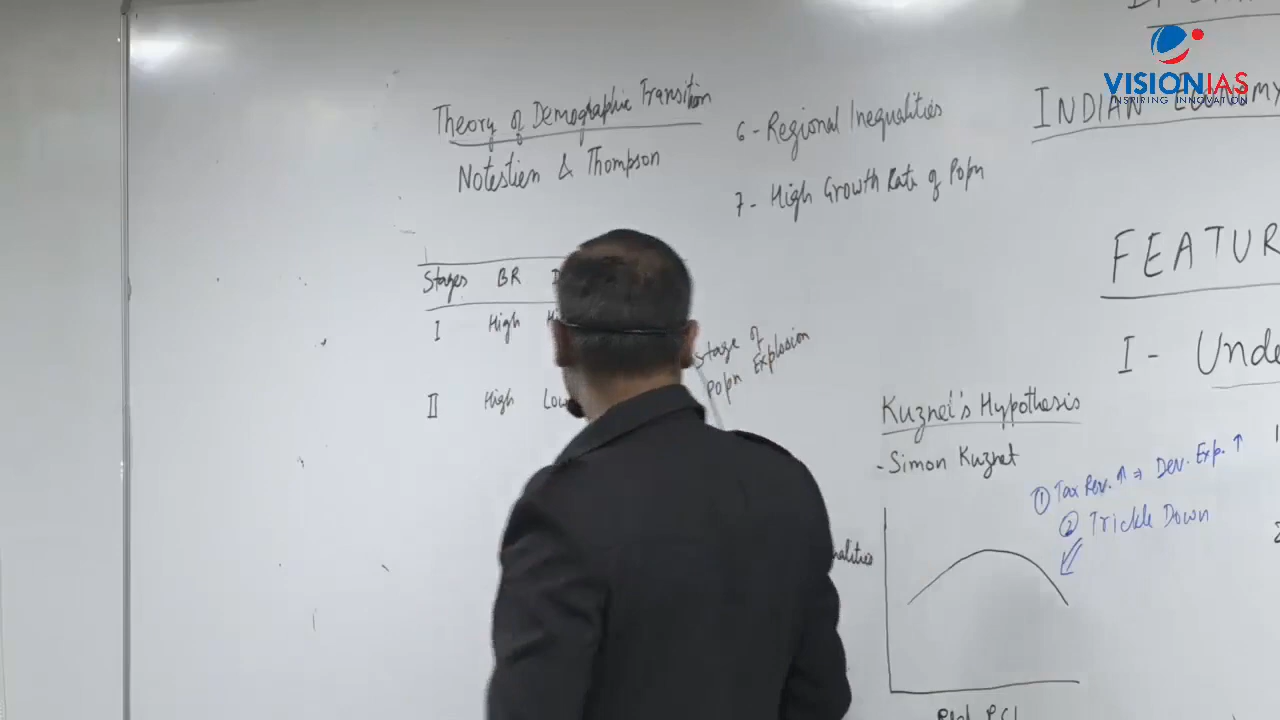 VISIONIAS
INSPIRING INNOVATION
Theory of Demographic Transition
Notestien & Thompson
Stages BR
I High
II High Low
Stage of
Popn Explosion
6 - Regional Inequalities
7 - High Growth Rate of Popn
INDIAN ECONOMY
FEATUR
I - Unde
Kuznet's Hypothesis
- Simon Kuznet
① Tax Rev. ↑ ⇒ Dev. Exp. ↑
② Trickle Down
alities